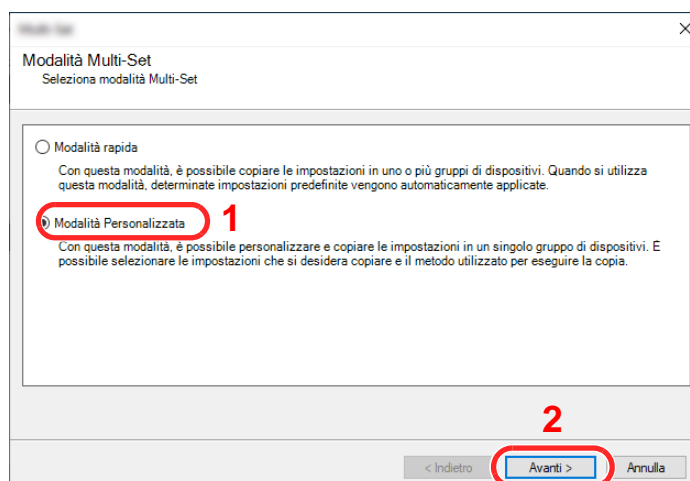 Modalità Multi-Set
Seleziona modalità Multi-Set
Modalità rapida
Con questa modalità, è possibile copiare le impostazioni in uno o più gruppi di dispositivi. Quando si utilizza
questa modalità, determinate impostazioni predefinite vengono automaticamente applicate.
Modalità Personalizzata 1
Con questa modalità, è possibile personalizzare e copiare le impostazioni in un singolo gruppo di dispositivi. È
possibile selezionare le impostazioni che si desidera copiare e il metodo utilizzato per eseguire la copia.
2
< Indietro Avanti > Annulla